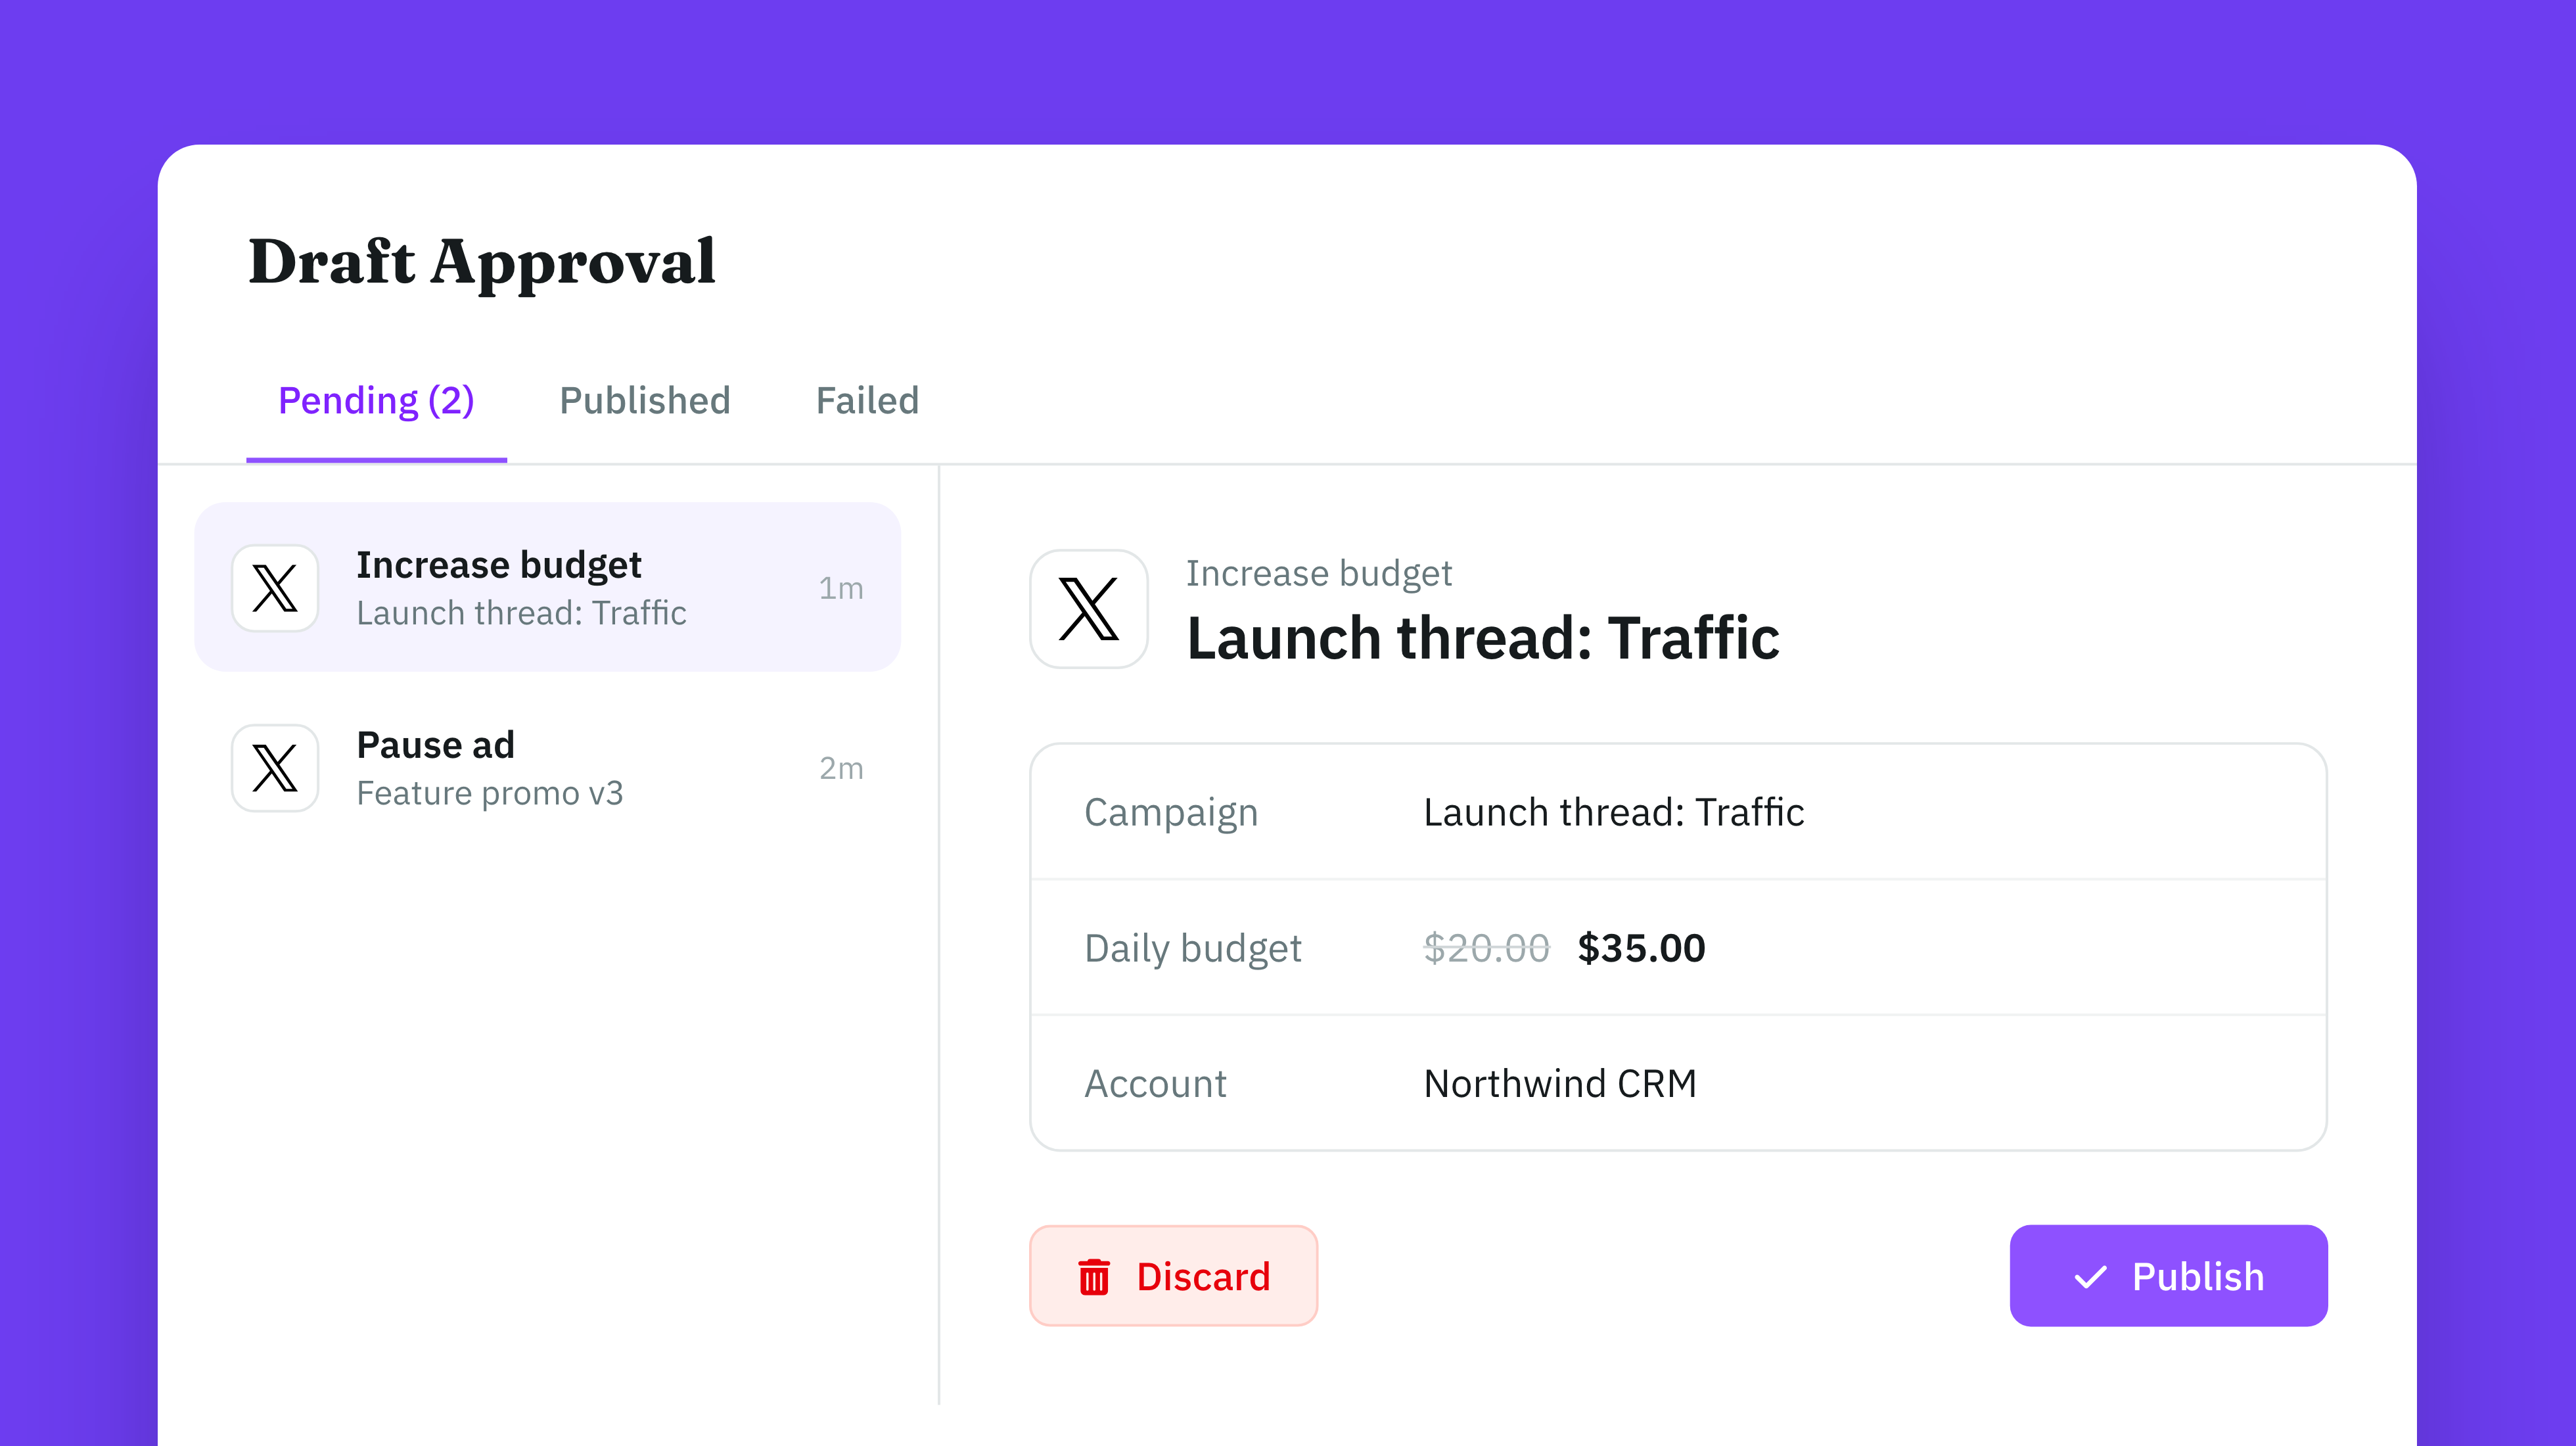 Draft Approval
Pending (2)
Published
Failed
Increase budget
Launch thread: Traffic
1m
Pause ad
Feature promo v3
2m
Increase budget
Launch thread: Traffic
Campaign
Launch thread: Traffic
Daily budget
$20.00 $35.00
Account
Northwind CRM
Discard
Publish